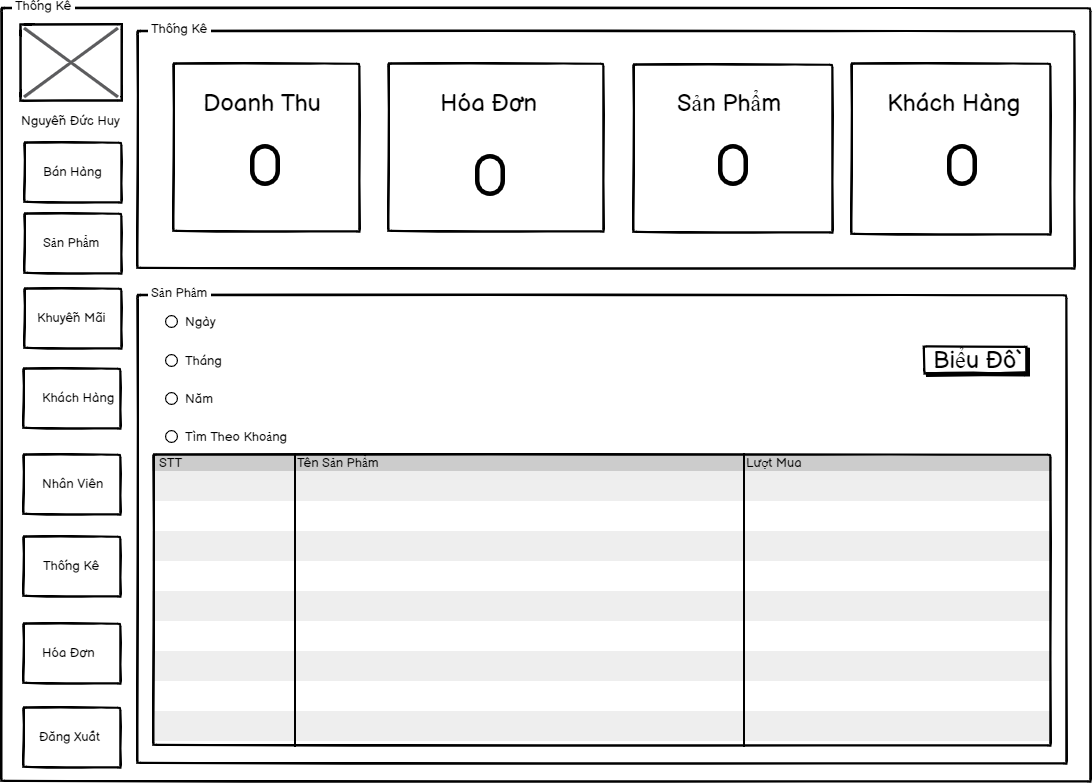 Thống Kê
Nguyễn Đức Huy
Bán Hàng
Sản Phẩm
Khuyến Mãi
Khách Hàng
Nhân Viên
Thống Kê
Hóa Đơn
Đăng Xuất
Thống Kê
Doanh Thu
0
Hóa Đơn
0
Sản Phẩm
0
Khách Hàng
0
Sản Phẩm
Ngày
Tháng
Năm
Tìm Theo Khoảng
Biểu Đồ
STT Tên Sản Phẩm Lượt Mua